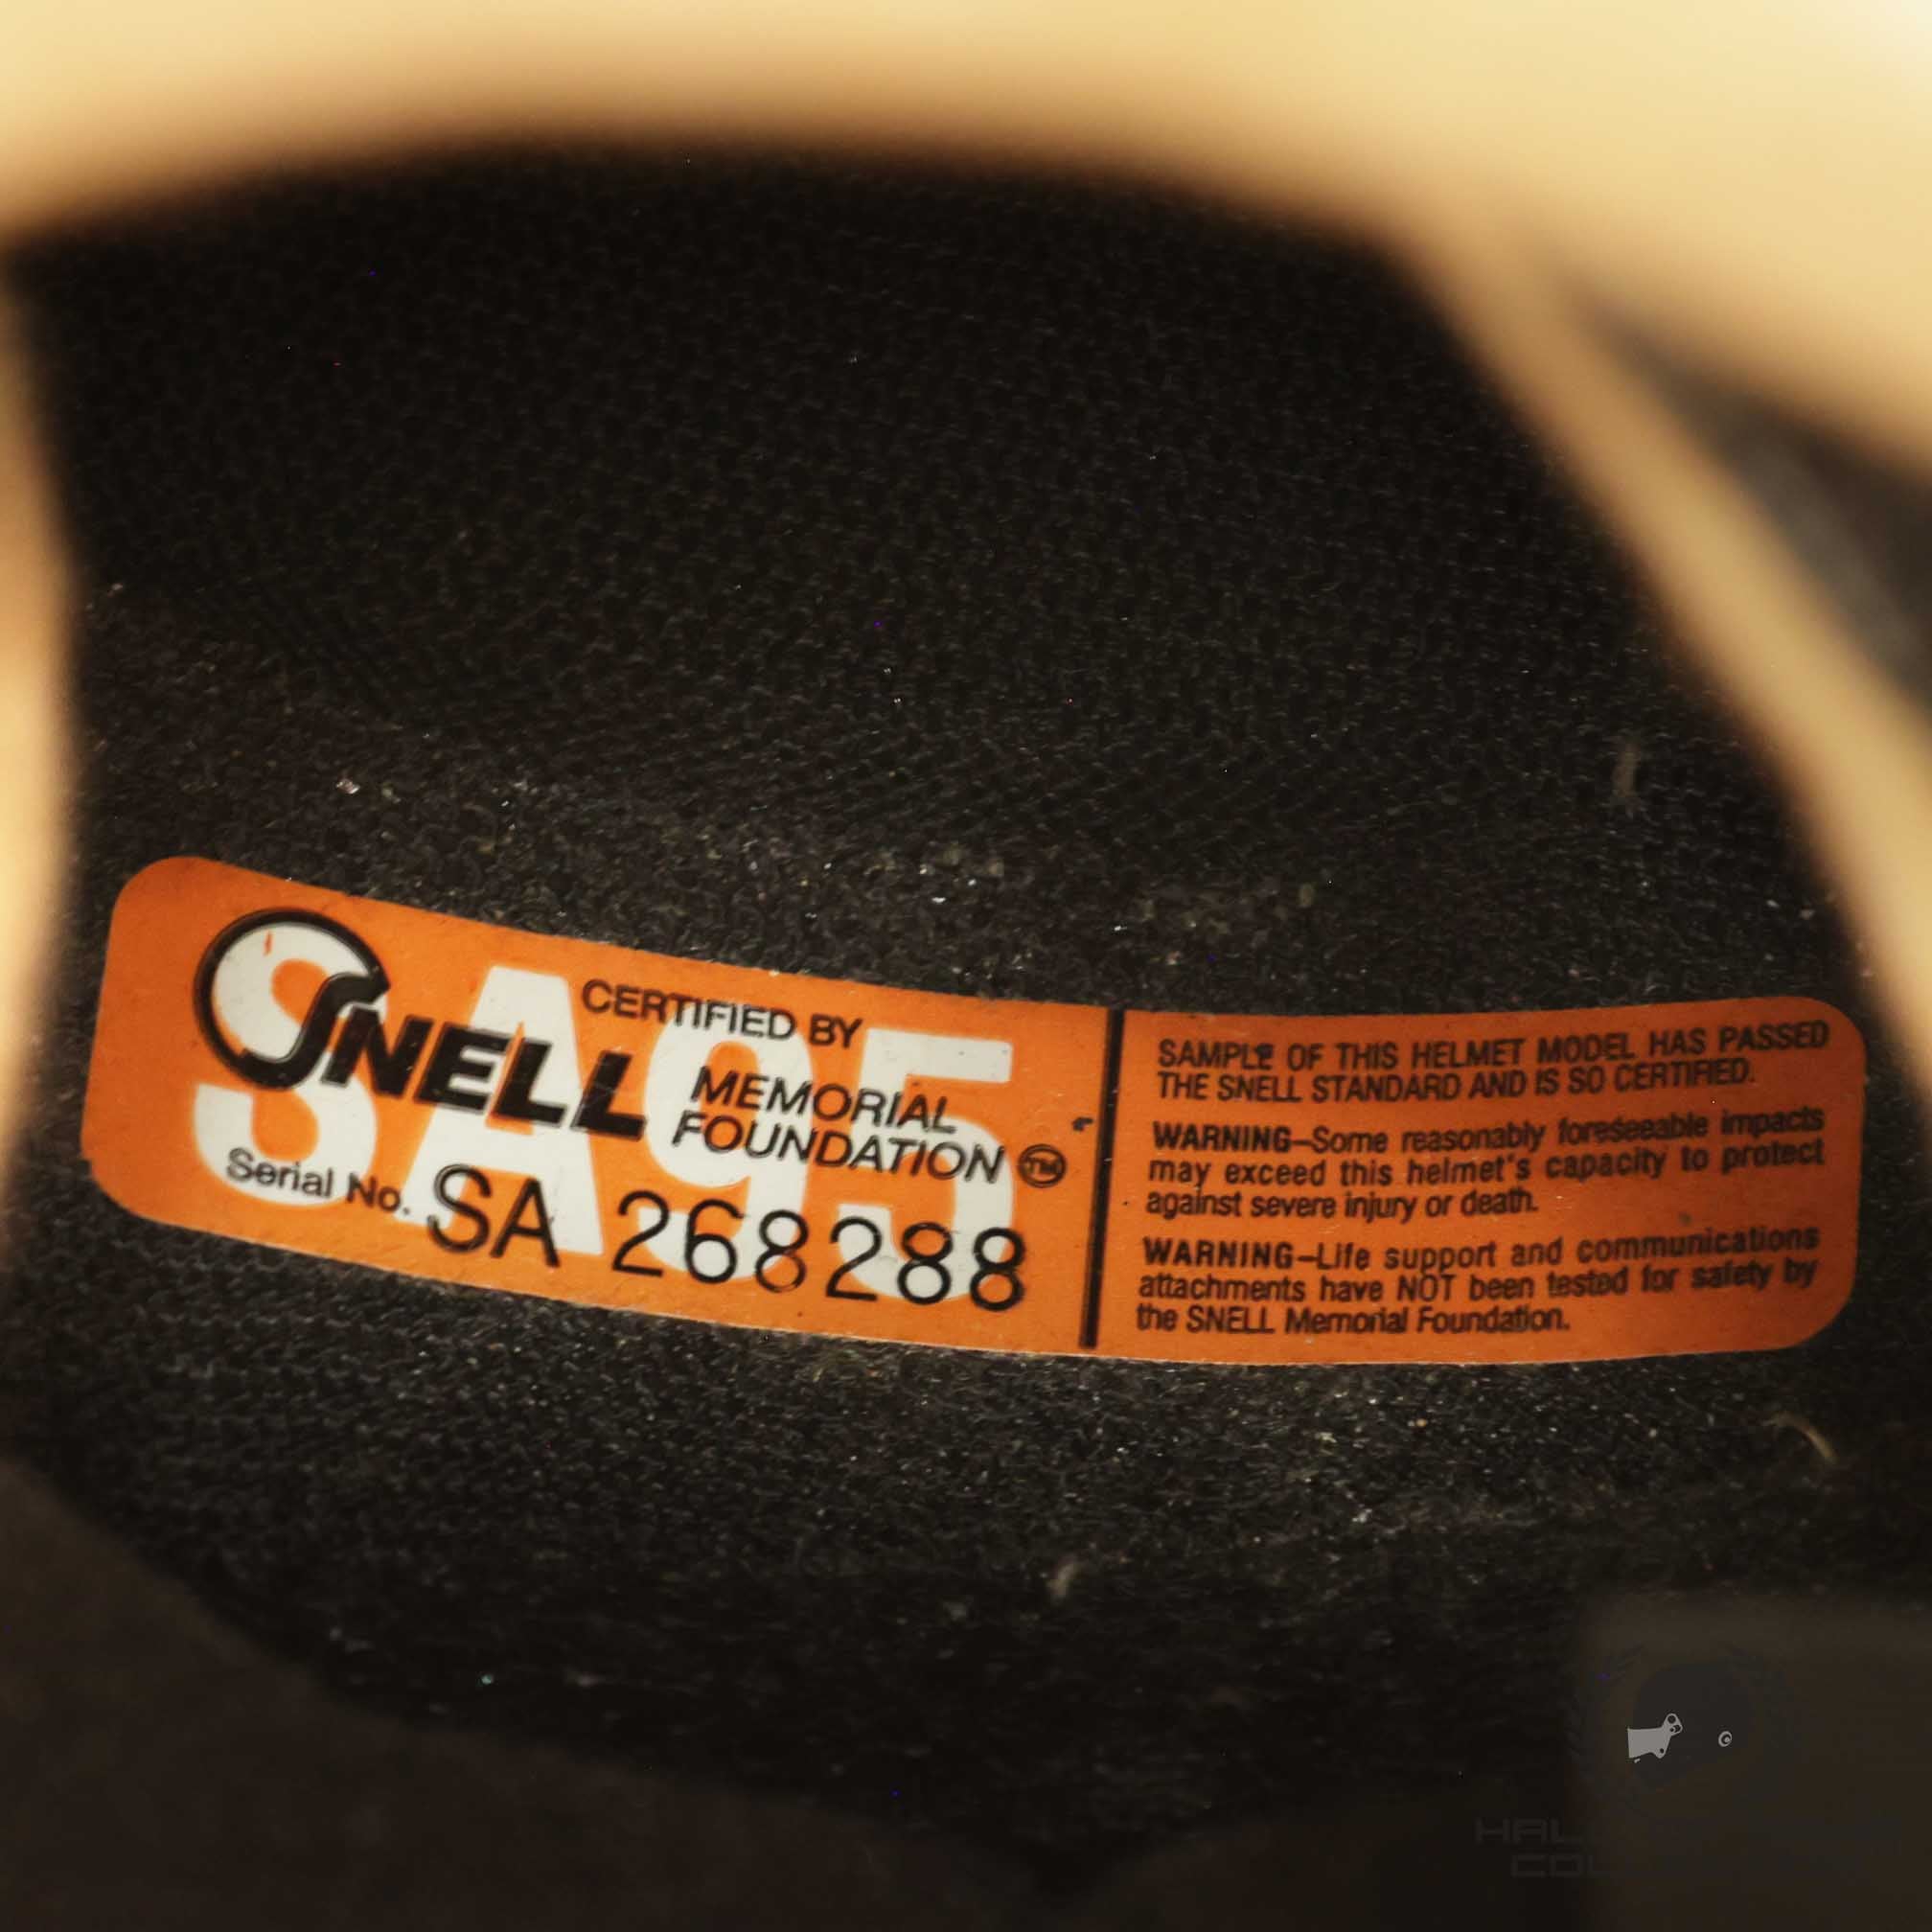 SA95
CERTIFIED BY
SNELL MEMORIAL
FOUNDATION TM
Serial No. SA 268288
SAMPLE OF THIS HELMET MODEL HAS PASSED
THE SNELL STANDARD AND IS SO CERTIFIED.
WARNING–Some reasonably foreseeable impacts
may exceed this helmet's capacity to protect
against severe injury or death.
WARNING–Life support and communications
attachments have NOT been tested for safety by
the SNELL Memorial Foundation.